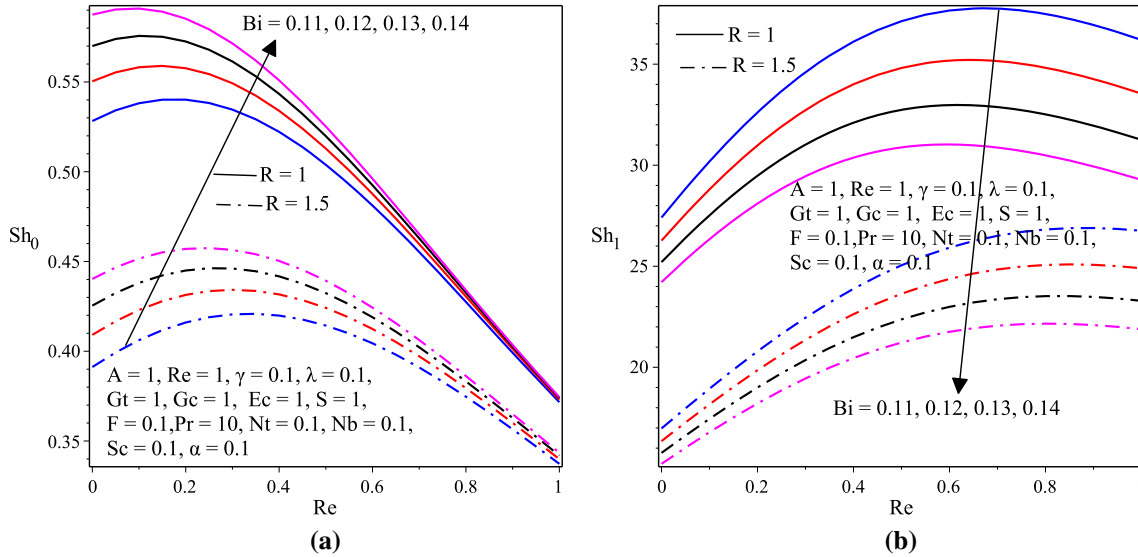 Bi = 0.11, 0.12, 0.13, 0.14
0.55
0.50
R = 1
R = 1.5
Sh0
0.45
0.40
A = 1, Re = 1, γ = 0.1, λ = 0.1,
Gt = 1, Gc = 1, Ec = 1, S = 1,
F = 0.1,Pr = 10, Nt = 0.1, Nb = 0.1,
Sc = 0.1, α = 0.1
0.35
0 0.2 0.4 0.6 0.8 1
Re
(a)
R = 1
R = 1.5
35
30
A = 1, Re = 1, γ = 0.1, λ = 0.1,
Gt = 1, Gc = 1, Ec = 1, S = 1,
Sh1
F = 0.1,Pr = 10, Nt = 0.1, Nb = 0.1,
25
Sc = 0.1, α = 0.1
20
Bi = 0.11, 0.12, 0.13, 0.14
0 0.2 0.4 0.6 0.8
Re
(b)